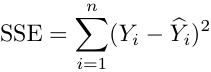 SSE = \sum_{i=1}^{n} (Y_i - \widehat{Y}_i)^2